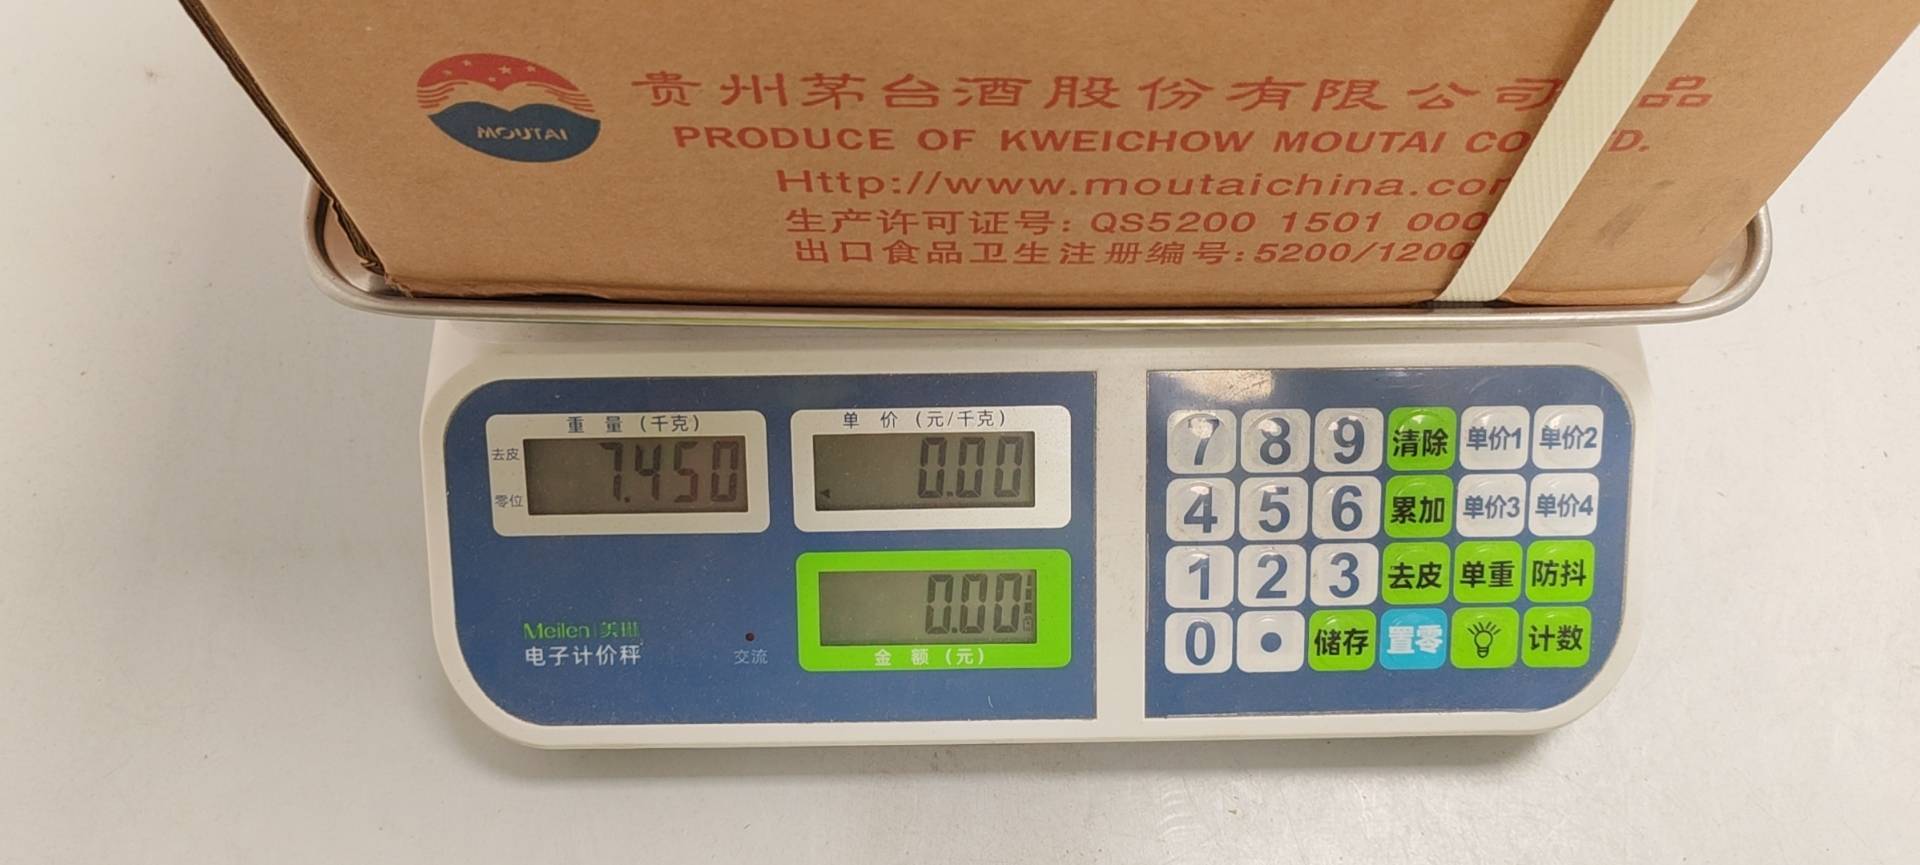 MOUTAI
贵州茅台酒股份有限公司 品
PRODUCE OF KWEICHOW MOUTAI CO D.
Http://www.moutaichina.co
生产许可证号: QS5200 1501 000
出口食品卫生注册编号:5200/1200
重 量 (千克)
去皮
零位
7.450
单 价 (元/千克)
0.00
0.00
金 额 (元)
Meilen 美琳
电子计价秤
交流
7 8 9 清除 单价1 单价2
4 5 6 累加 单价3 单价4
1 2 3 去皮 单重 防抖
0 • 储存 置零 计数